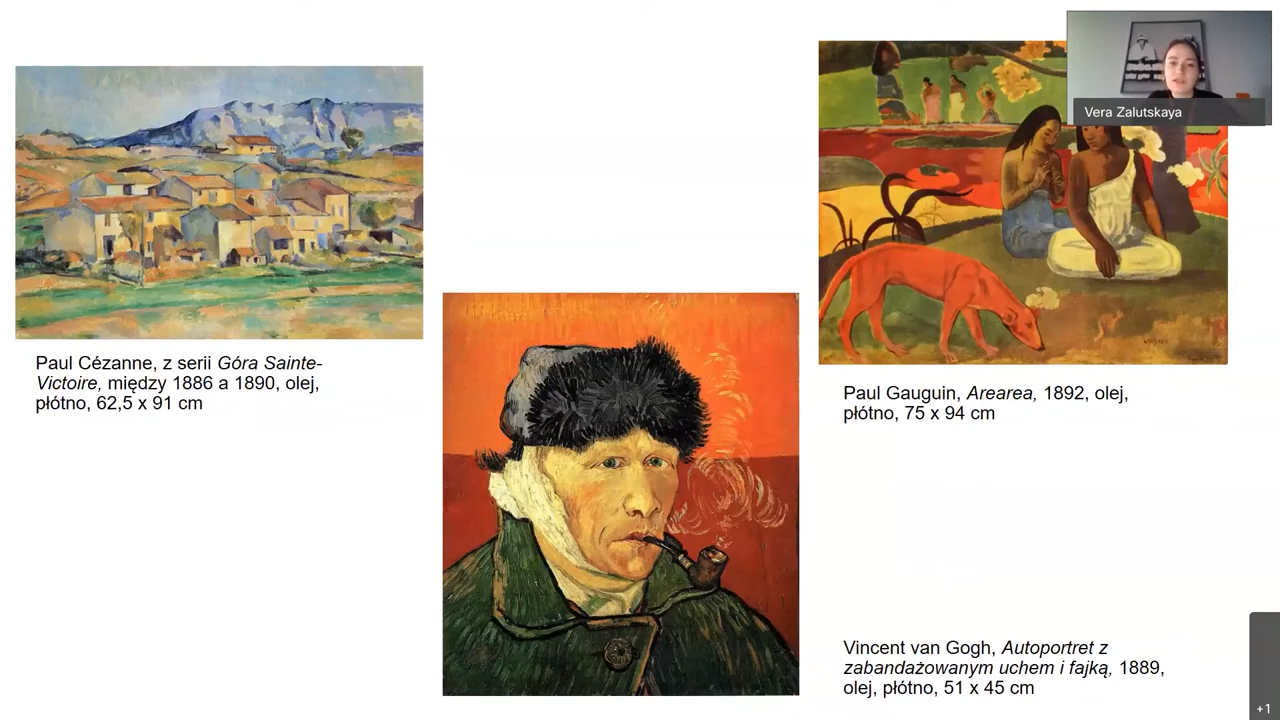 Vera Zalutskaya
Paul Cézanne, z serii Góra Sainte-
Victoire, między 1886 a 1890, olej,
płótno, 62,5 x 91 cm
Paul Gauguin, Arearea, 1892, olej,
płótno, 75 x 94 cm
Vincent van Gogh, Autoportret z
zabandażowanym uchem i fajką, 1889,
olej, płótno, 51 x 45 cm
+1